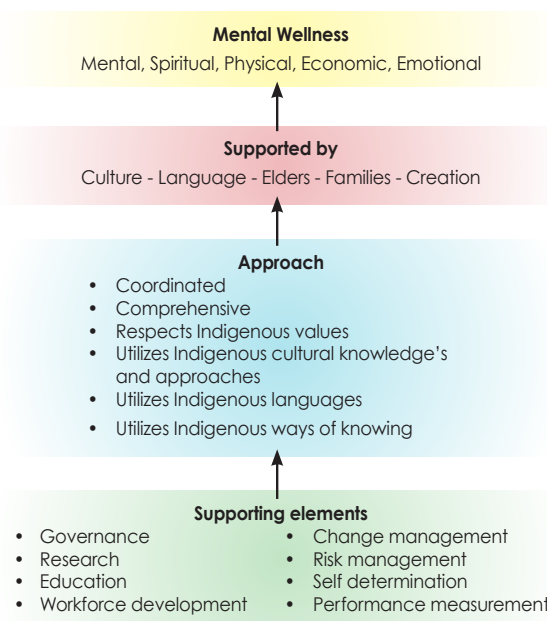 Mental Wellness
Mental, Spiritual, Physical, Economic, Emotional
Supported by
Culture - Language - Elders - Families - Creation
Approach
• Coordinated
• Comprehensive
• Respects Indigenous values
• Utilizes Indigenous cultural knowledge's
and approaches
• Utilizes Indigenous languages
• Utilizes Indigenous ways of knowing
Supporting elements
• Governance
• Research
• Education
• Workforce development
• Change management
• Risk management
• Self determination
• Performance measurement